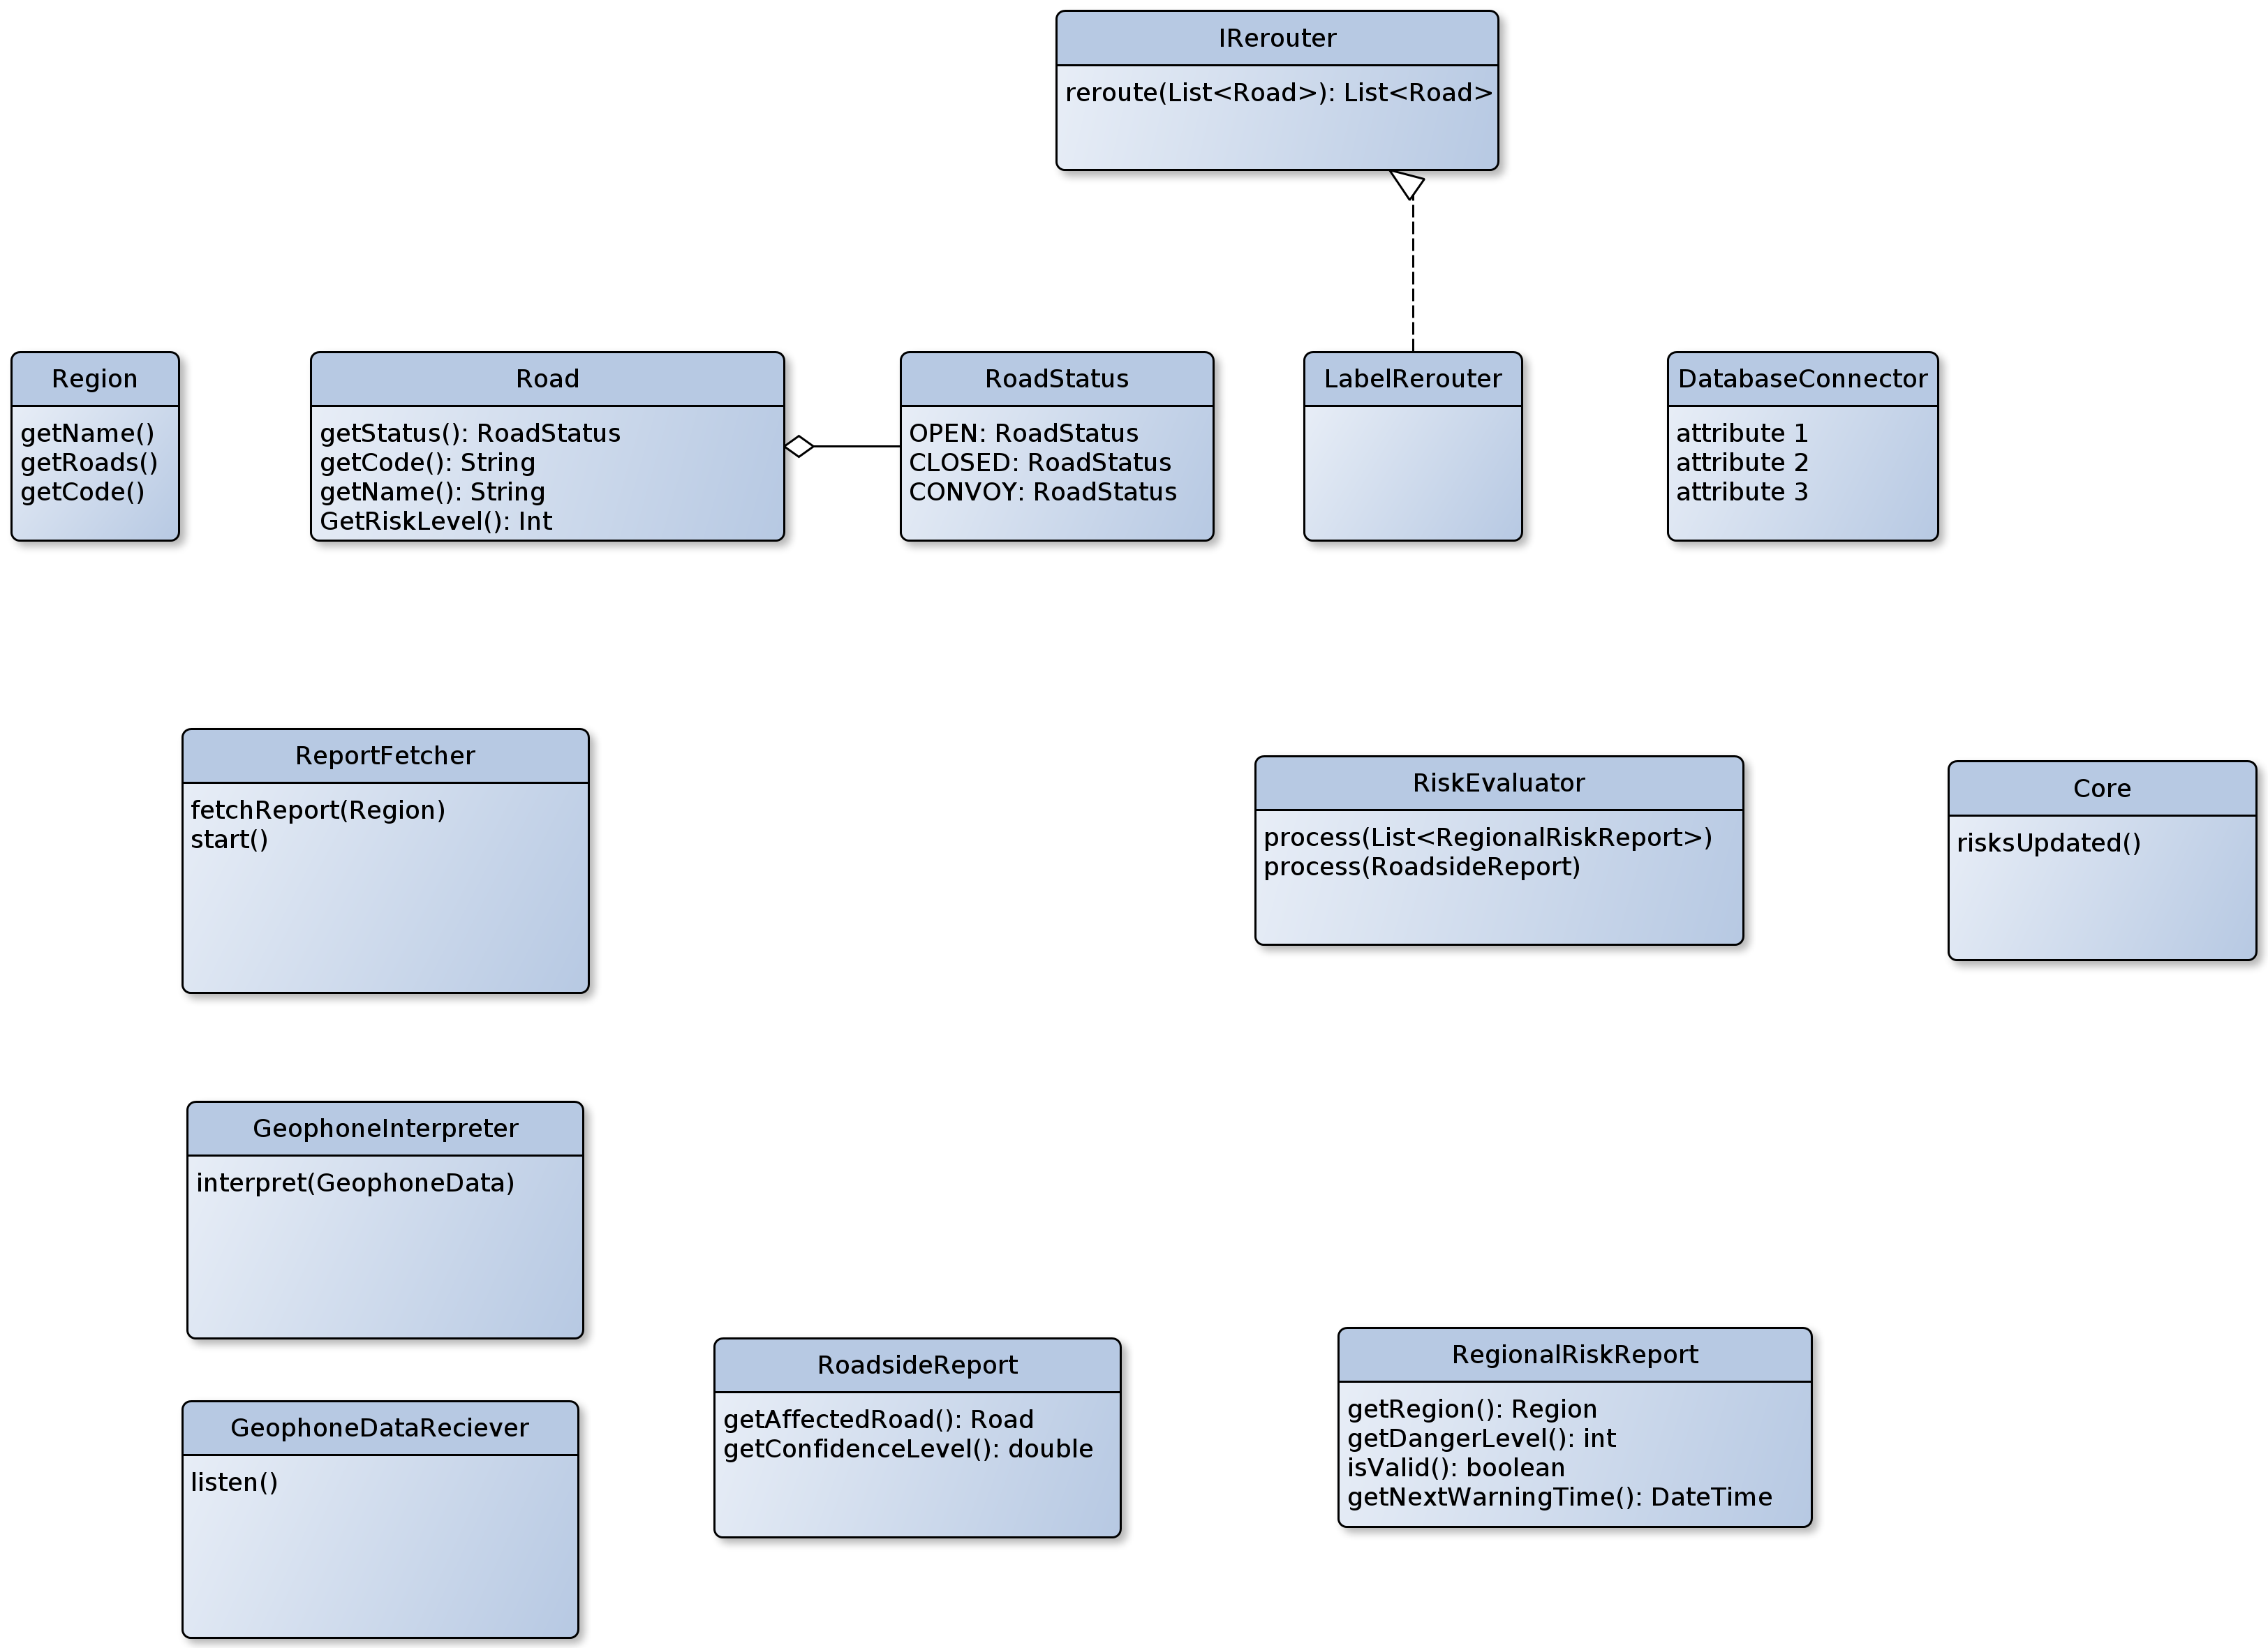 IRerouter
reroute(List<Road>): List<Road>
Region
getName()
getRoads()
getCode()
Road
getStatus(): RoadStatus
getCode(): String
getName(): String
GetRiskLevel(): Int
RoadStatus
OPEN: RoadStatus
CLOSED: RoadStatus
CONVOY: RoadStatus
LabelRerouter
DatabaseConnector
attribute 1
attribute 2
attribute 3
ReportFetcher
fetchReport(Region)
start()
RiskEvaluator
process(List<RegionalRiskReport>)
process(RoadsideReport)
Core
risksUpdated()
GeophoneInterpreter
interpret(GeophoneData)
GeophoneDataReciever
listen()
RoadsideReport
getAffectedRoad(): Road
getConfidenceLevel(): double
RegionalRiskReport
getRegion(): Region
getDangerLevel(): int
isValid(): boolean
getNextWarningTime(): DateTime